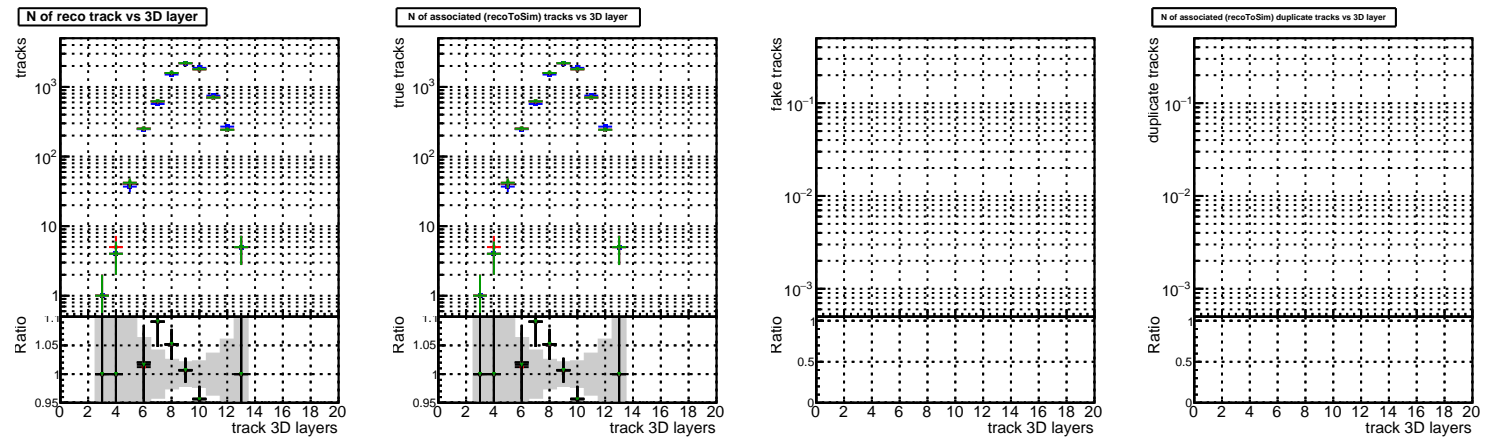 N of reco track vs 3D layer
tracks
10³
10²
10
1
Ratio
1.1
1.05
1
0.95
0 2 4 6 8 10 12 14 16 18 20
track 3D layers
N of associated (recoToSim) tracks vs 3D layer
true tracks
10³
10²
10
1
Ratio
1.1
1.05
1
0.95
0 2 4 6 8 10 12 14 16 18 20
track 3D layers
fake tracks
10⁻¹
10⁻²
10⁻³
Ratio
1
0.5
0
0 2 4 6 8 10 12 14 16 18 20
track 3D layers
N of associated (recoToSim) duplicate tracks vs 3D layer
duplicate tracks
10⁻¹
10⁻²
10⁻³
Ratio
1
0.5
0
0 2 4 6 8 10 12 14 16 18 20
track 3D layers